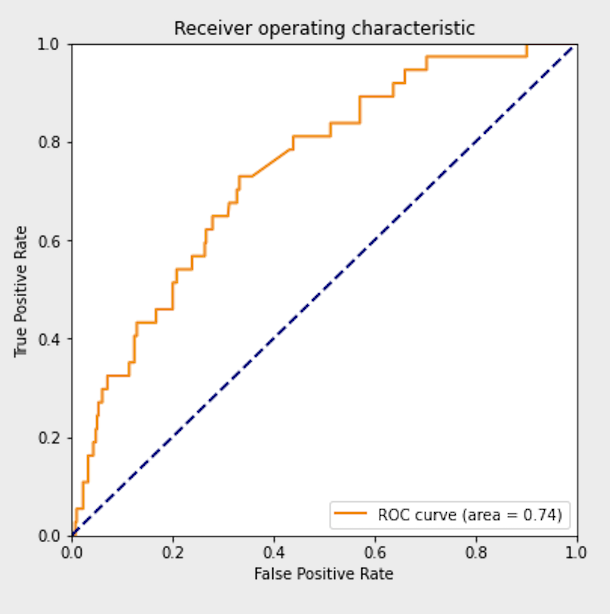 Receiver operating characteristic
1.0
0.8
0.6
0.4
0.2
0.0
True Positive Rate
ROC curve (area = 0.74)
0.0 0.2 0.4 0.6 0.8 1.0
False Positive Rate